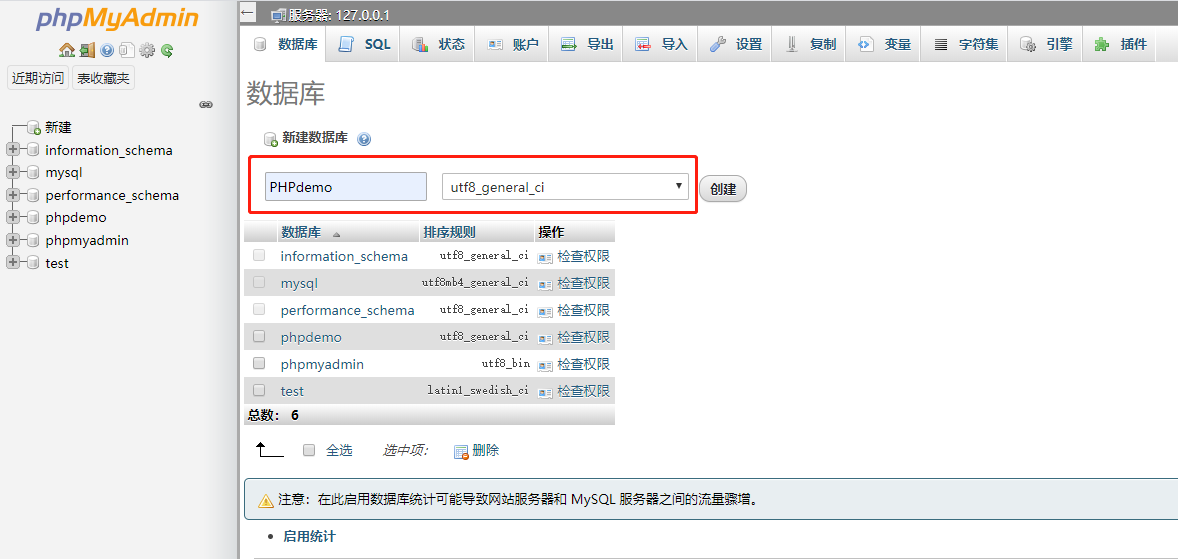 phpMyAdmin
近期访问 表收藏夹
新建
information_schema
mysql
performance_schema
phpdemo
phpmyadmin
test
服务器: 127.0.0.1
数据库 SQL 状态 账户 导出 导入 设置 复制 变量 字符集 引擎 插件
数据库
新建数据库
PHPdemo utf8_general_ci 创建
数据库 排序规则 操作
information_schema utf8_general_ci 检查权限
mysql utf8mb4_general_ci 检查权限
performance_schema utf8_general_ci 检查权限
phpdemo utf8_general_ci 检查权限
phpmyadmin utf8_bin 检查权限
test latin1_swedish_ci 检查权限
总数: 6
全选 选中项: 删除
注意: 在此启用数据库统计可能导致网站服务器和 MySQL 服务器之间的流量骤增。
• 启用统计